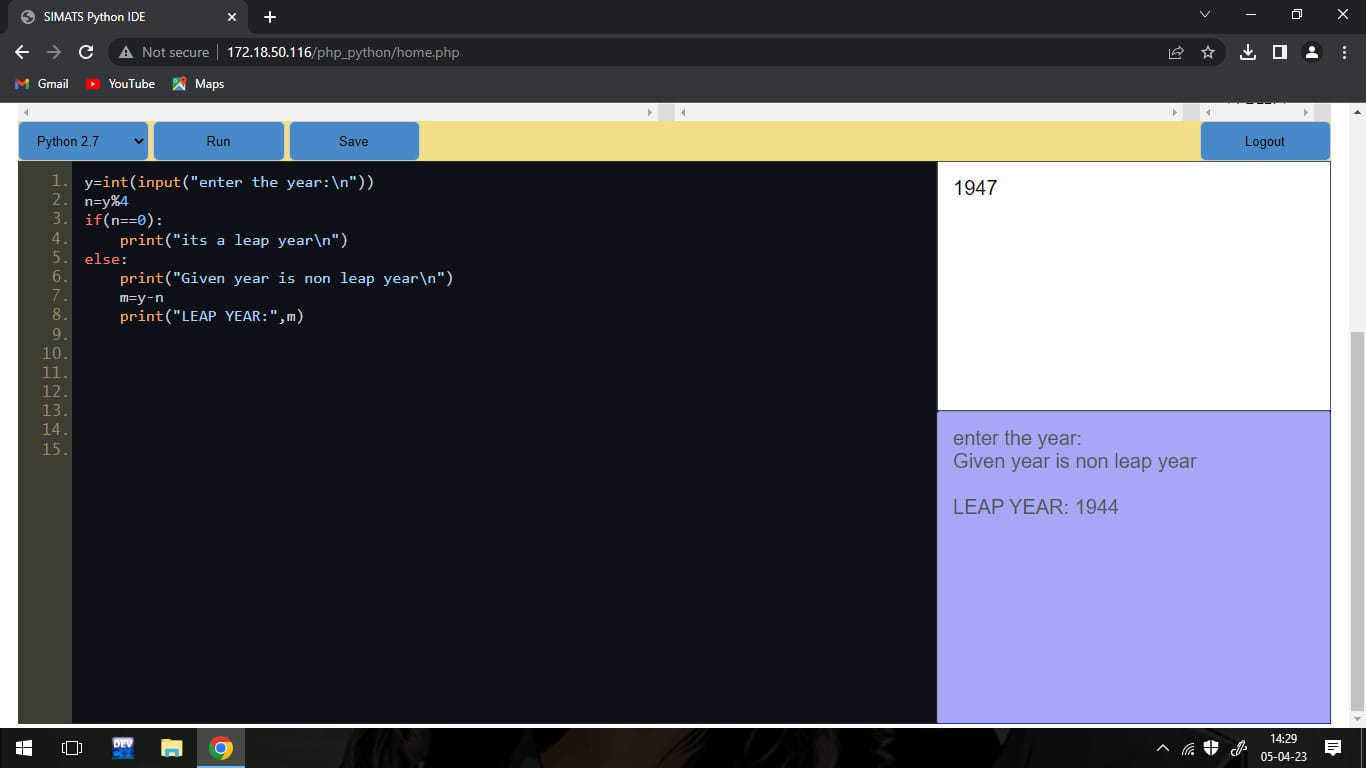 SIMATS Python IDE
Not secure 172.18.50.116/php_python/home.php
Gmail YouTube Maps
Python 2.7 Run Save Logout
1. y=int(input("enter the year:\n"))
2. n=y%4
3. if(n==0):
4.     print("its a leap year\n")
5. else:
6.     print("Given year is non leap year\n")
7.     m=y-n
8.     print("LEAP YEAR:",m)
9.
10.
11.
12.
13.
14.
15.
1947
enter the year:
Given year is non leap year
LEAP YEAR: 1944
DEV
14:29
05-04-23